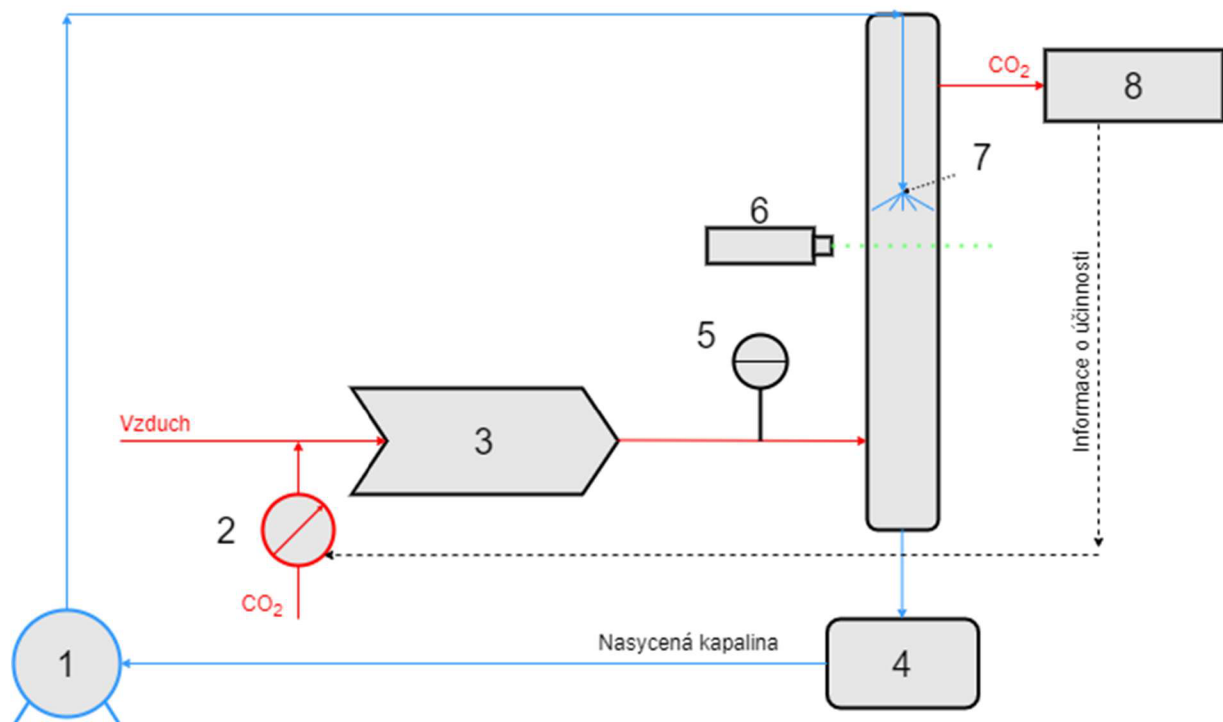 CO₂
8
7
6
5
Informace o účinnosti
Vzduch
3
2
CO₂
Nasycená kapalina
1
4